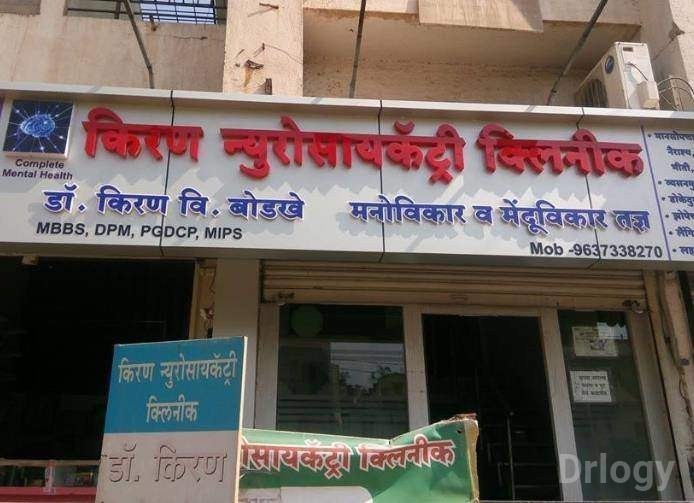 Complete
Mental Health
किरण न्युरोसायकॅट्री क्लिनीक
डॉ. किरण वि. बोडखे
MBBS, DPM, PGDCP, MIPS
मनोविकार व मेंदूविकार तज्ञ
Mob -9637338270
किरण न्युरोसायकॅट्री
क्लिनीक
डॉ. किरण
रोसायकॅट्री क्लिनीक
Drlogy